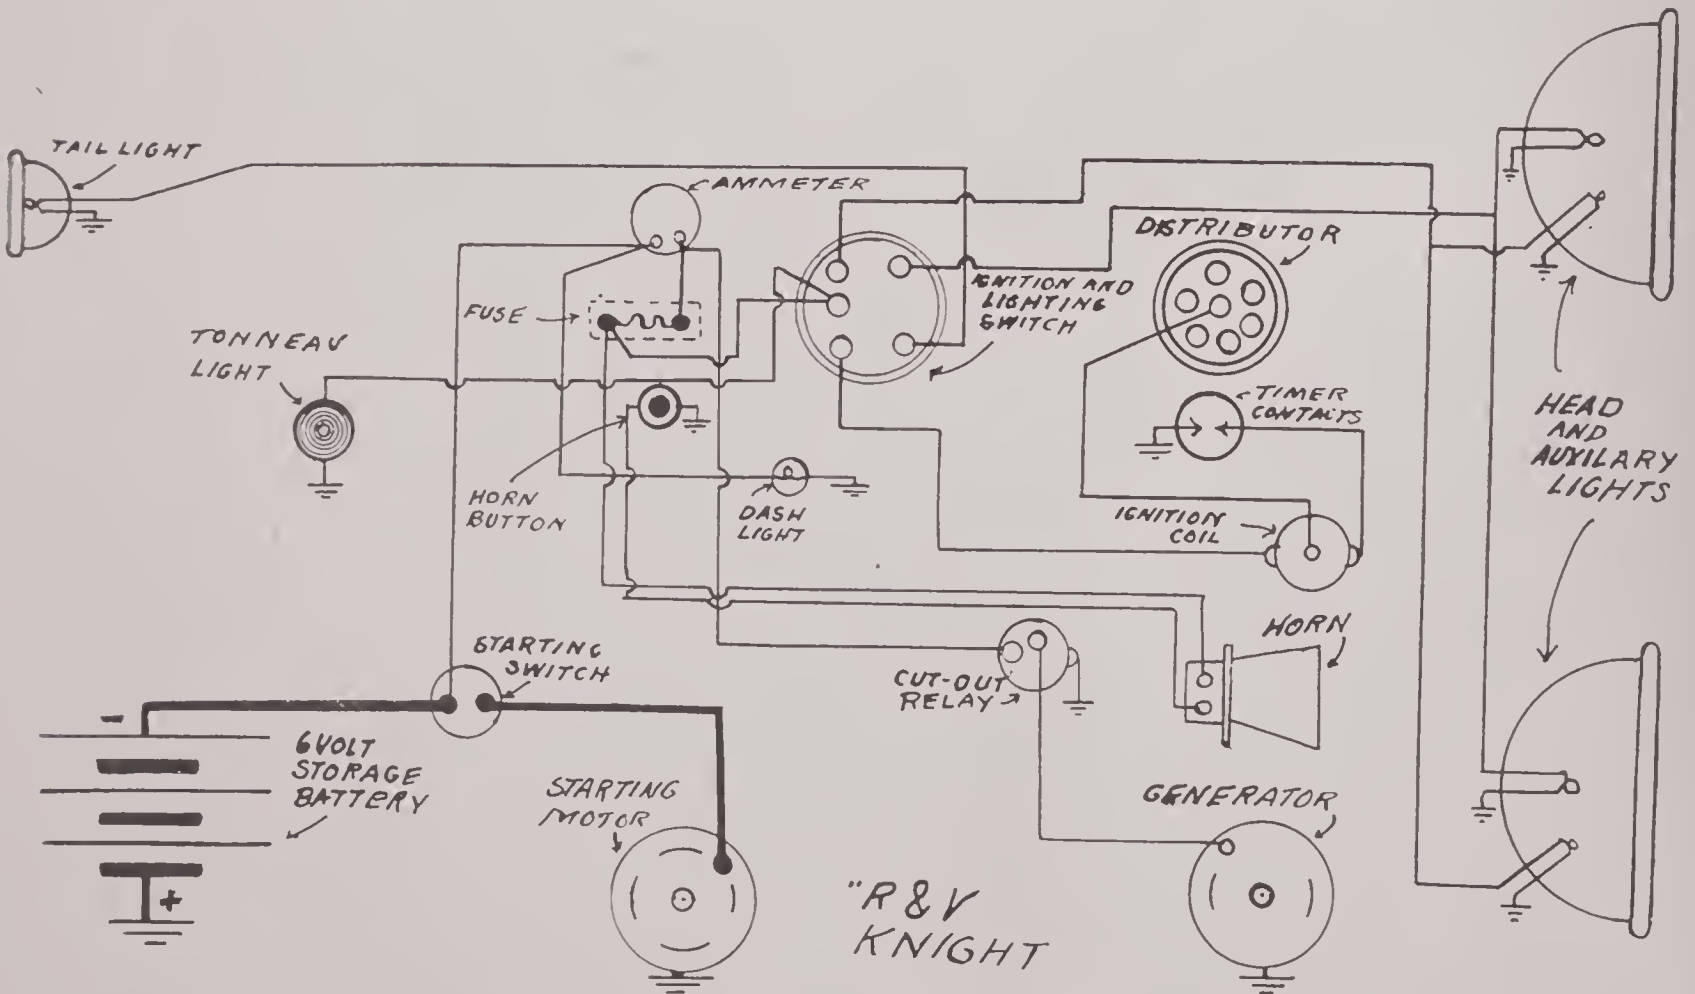 TAIL LIGHT
AMMETER
DISTRIBUTOR
IGNITION AND
LIGHTING
SWITCH
FUSE
TONNEAU
LIGHT
TIMER
CONTACTS
HEAD
AND
AUXILARY
LIGHTS
HORN
BUTTON
DASH
LIGHT
IGNITION
COIL
HORN
STARTING
SWITCH
CUT-OUT
RELAY
-
6 VOLT
STORAGE
BATTERY
+
STARTING
MOTOR
GENERATOR
"R & V
KNIGHT